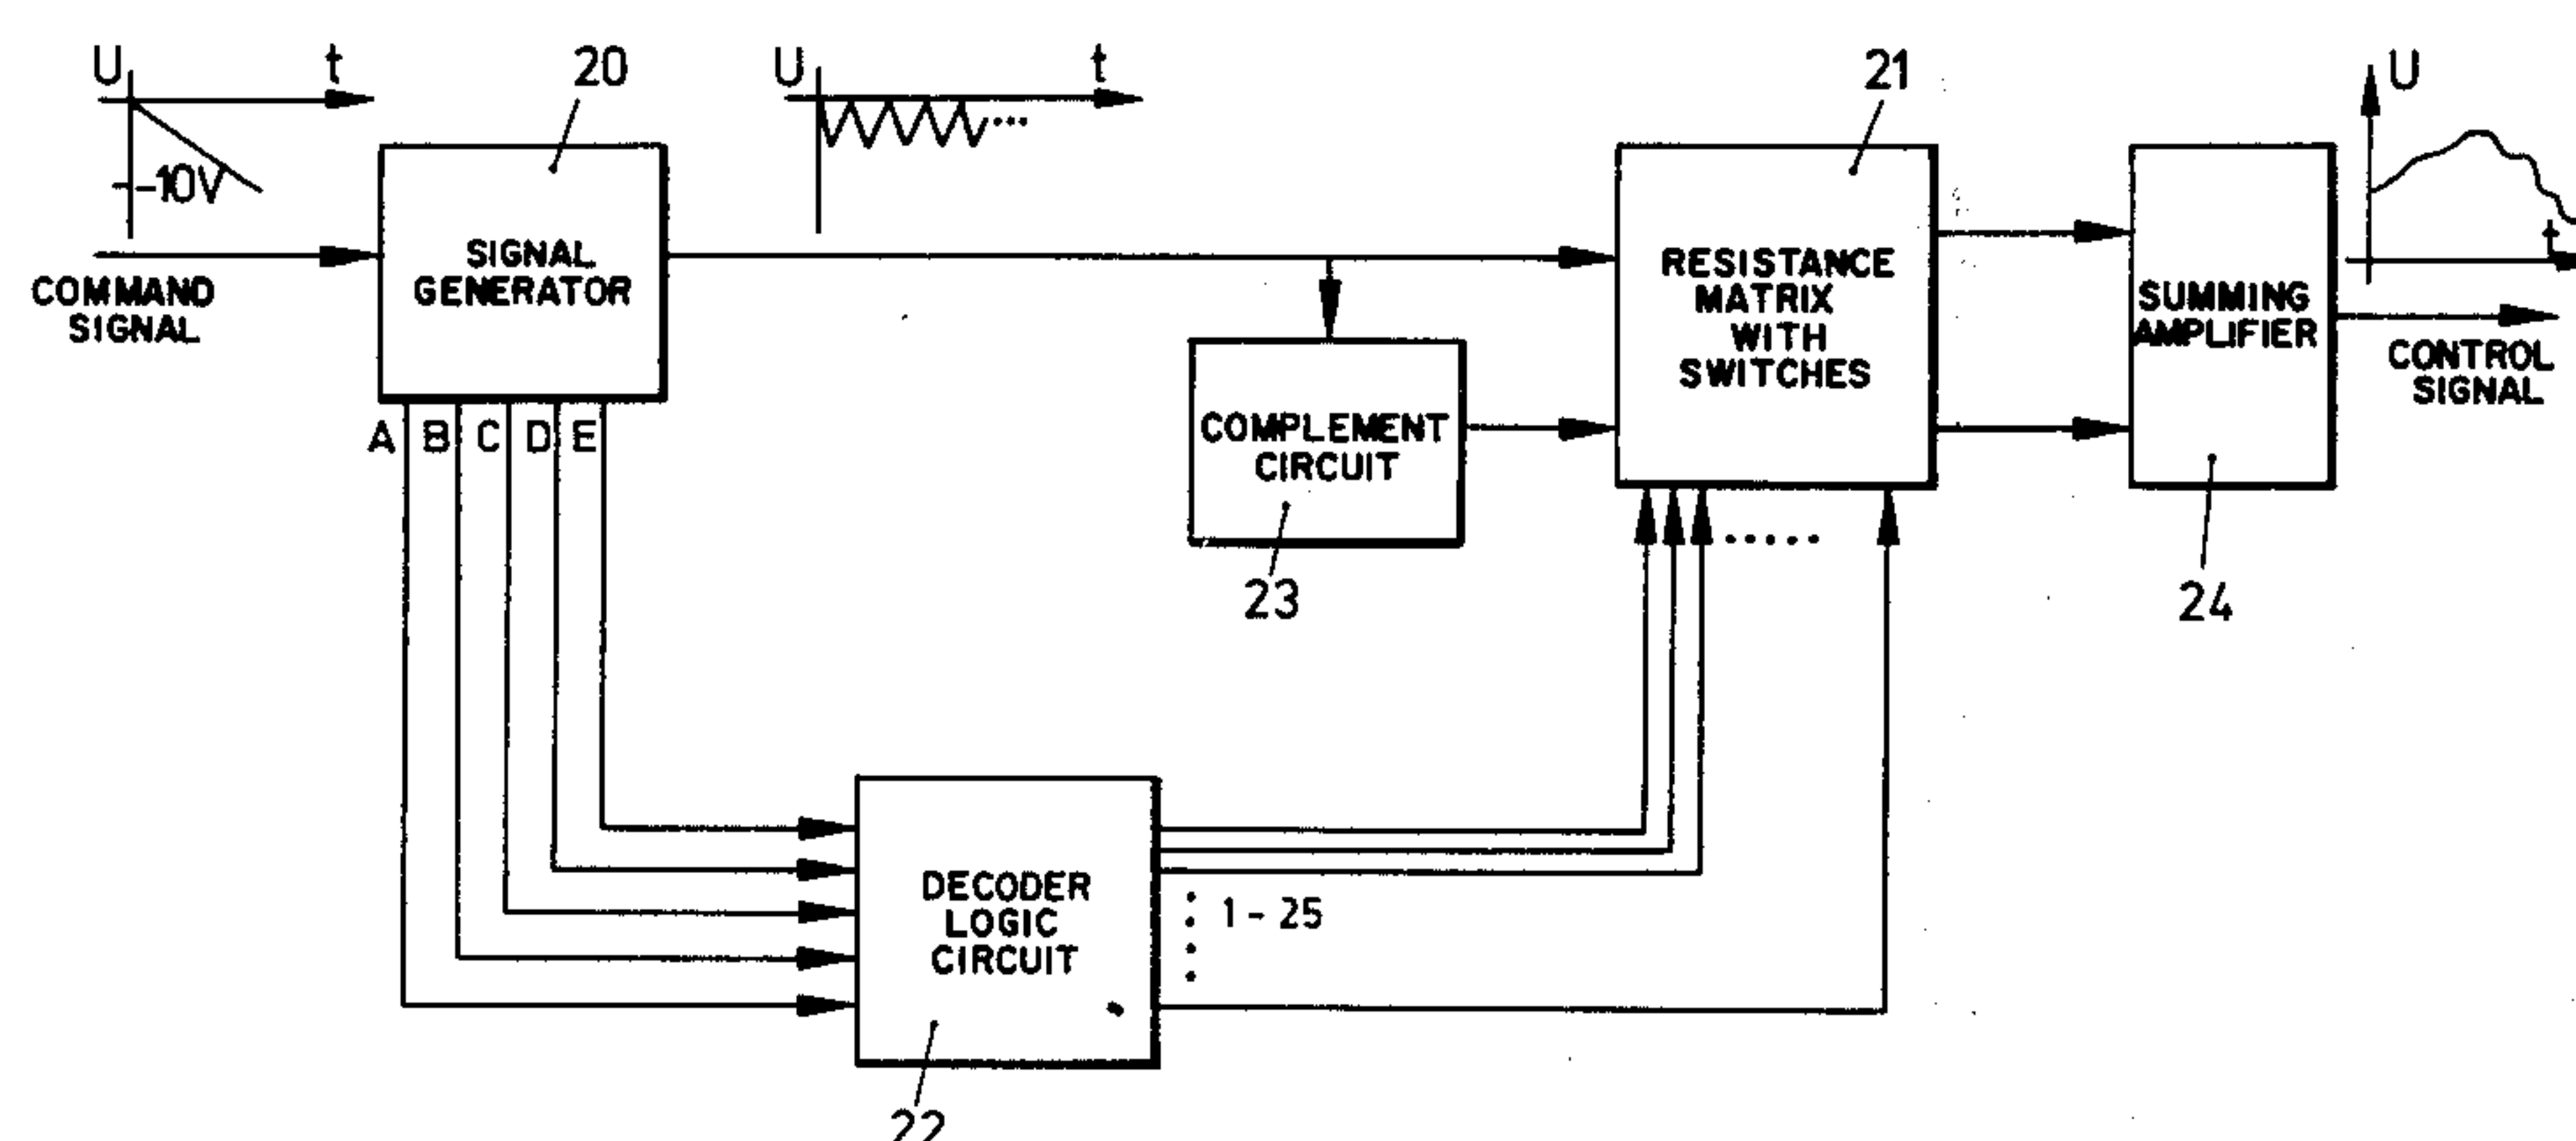 U
t
20
U
t
21
U
-10V
SIGNAL
GENERATOR
COMMAND
SIGNAL
RESISTANCE
MATRIX
WITH
SWITCHES
t
SUMMING
AMPLIFIER
CONTROL
SIGNAL
A B C D E
COMPLEMENT
CIRCUIT
23
24
DECODER
LOGIC
CIRCUIT
1 - 25
22